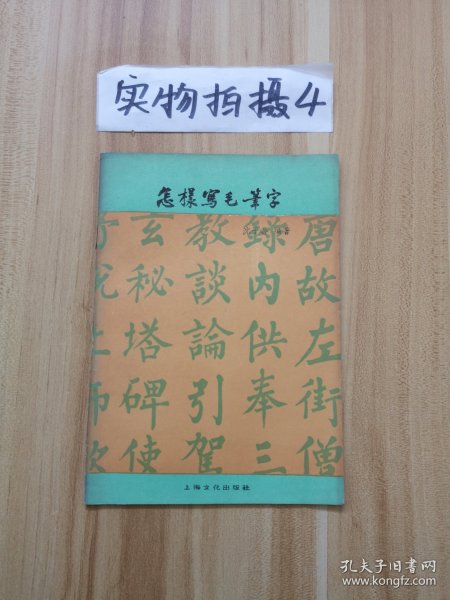 实物拍摄4
怎樣寫毛筆字
唐故左街僧
錄內供奉三
教談論引駕
玄秘塔碑使
上海文化出版社
孔夫子旧书网
www.kongfz.com